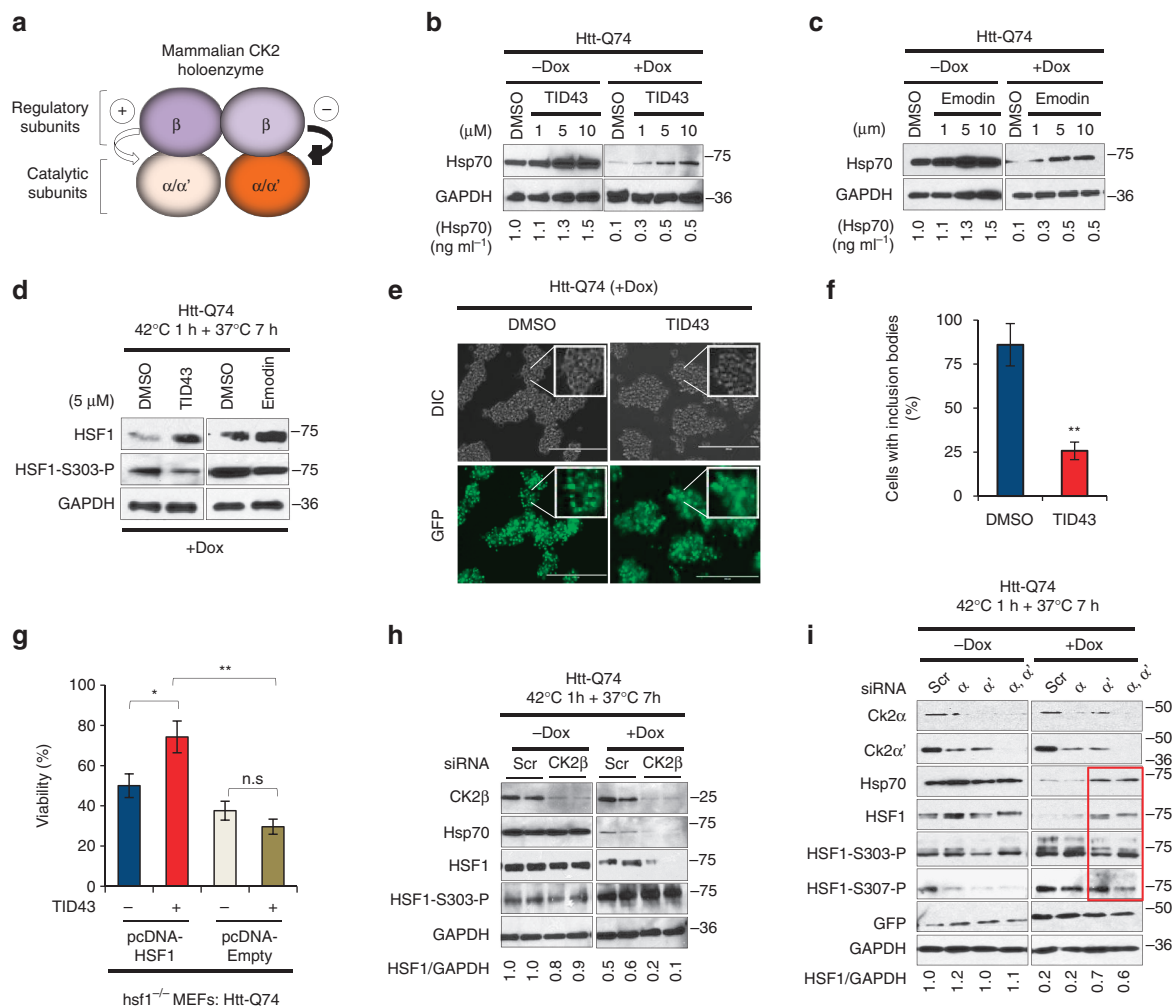 a
Mammalian CK2
holoenzyme
Regulatory
subunits
+
−
β
β
Catalytic
subunits
α/α’
α/α’
b
Htt-Q74
–Dox
+Dox
DMSO
TID43
DMSO
TID43
(μM)
1
5
10
1
5
10
Hsp70
–75
GAPDH
–36
(Hsp70)
(ng ml–1)
1.0
1.1
1.3
1.5
0.1
0.3
0.5
0.5
c
Htt-Q74
–Dox
+Dox
DMSO
Emodin
DMSO
Emodin
(μm)
1
5
10
1
5
10
Hsp70
–75
GAPDH
–36
(Hsp70)
(ng ml–1)
1.0
1.1
1.3
1.5
0.1
0.3
0.5
0.5
d
Htt-Q74
42°C 1 h + 37°C 7 h
(5 μM)
DMSO
TID43
DMSO
Emodin
HSF1
–75
HSF1-S303-P
–75
GAPDH
–36
+Dox
e
Htt-Q74 (+Dox)
DMSO
TID43
DIC
GFP
f
Cells with inclusion bodies
(%)
100
75
50
25
0
**
DMSO
TID43
g
Viability (%)
100
80
60
40
20
0
*
**
n.s
TID43
–
+
–
+
pcDNA-
HSF1
pcDNA-
Empty
hsf1–/– MEFs: Htt-Q74
h
Htt-Q74
42°C 1h + 37°C 7h
–Dox
+Dox
siRNA
Scr
CK2β
Scr
CK2β
CK2β
–25
Hsp70
–75
HSF1
–75
HSF1-S303-P
–75
GAPDH
–36
HSF1/GAPDH
1.0
1.0
0.8
0.9
0.5
0.6
0.2
0.1
i
Htt-Q74
42°C 1 h + 37°C 7 h
–Dox
+Dox
siRNA
Scr
α
α’
α, α’
Scr
α
α’
α, α’
Ck2α
–50
Ck2α’
–50
–36
Hsp70
–75
HSF1
–75
HSF1-S303-P
–75
HSF1-S307-P
–75
GFP
–50
GAPDH
–36
HSF1/GAPDH
1.0
1.2
1.0
1.1
0.2
0.2
0.7
0.6